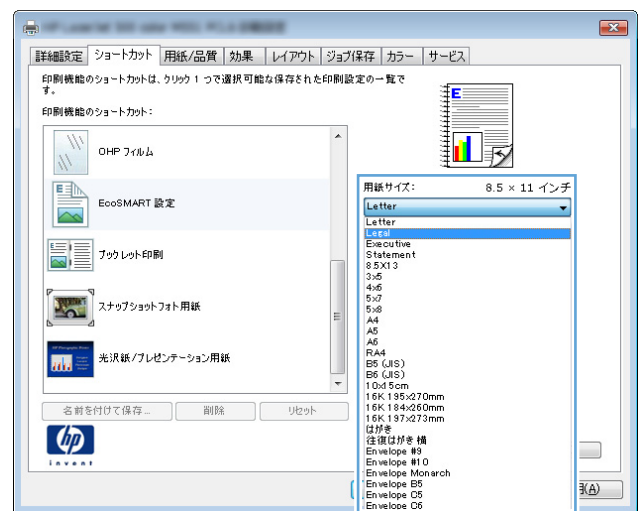 詳細設定 ショートカット 用紙/品質 効果 レイアウト ジョブ保存 カラー サービス
印刷機能のショートカットは、クリック 1 つで選択可能な保存された印刷設定の一覧で
す。
印刷機能のショートカット:
OHP フィルム
EcoSMART 設定
ブックレット印刷
スナップショットフォト用紙
光沢紙/プレゼンテーション用紙
名前を付けて保存... 削除 リセット
hp
invent
E
用紙サイズ: 8.5 × 11 インチ
Letter
Letter
Legal
Executive
Statement
8.5X13
3x5
4x6
5x7
5x8
A4
A5
A6
RA4
B5 (JIS)
B6 (JIS)
10x15cm
16K 195x270mm
16K 184x260mm
16K 197x273mm
はがき
往復はがき 横
Envelope #9
Envelope #10
Envelope Monarch
Envelope B5
Envelope C5
Envelope C6
(A)